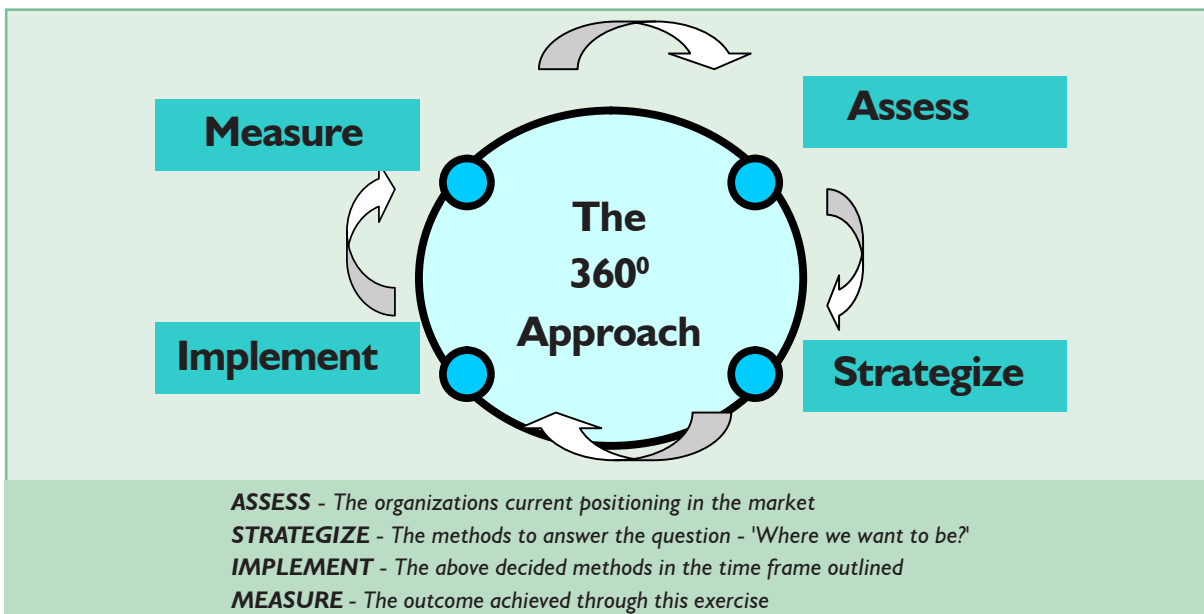 Measure
Assess
The
360⁰
Approach
Implement
Strategize
ASSESS - The organizations current positioning in the market
STRATEGIZE - The methods to answer the question - 'Where we want to be?'
IMPLEMENT - The above decided methods in the time frame outlined
MEASURE - The outcome achieved through this exercise